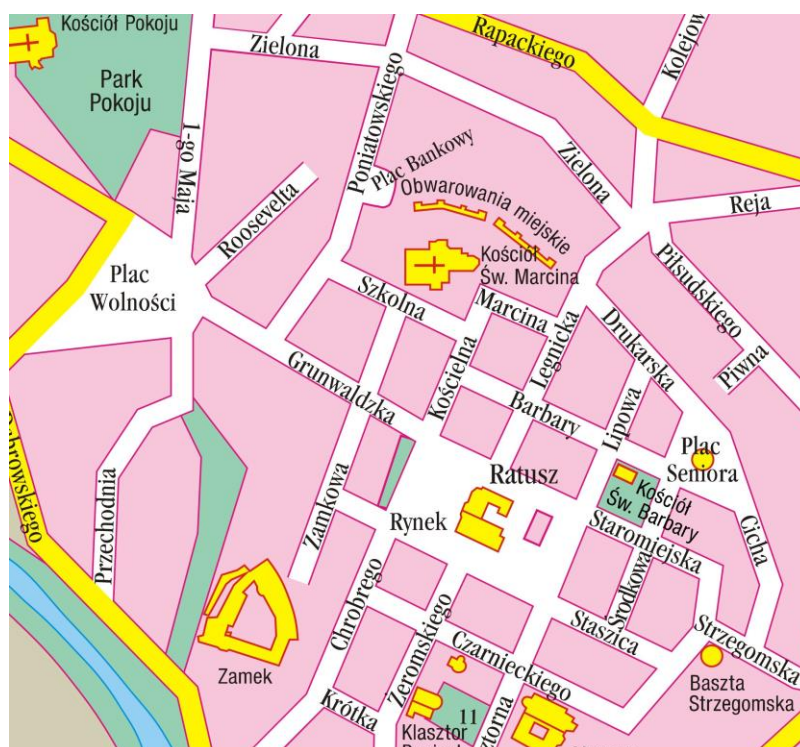 Kościół Pokoju
Park
Pokoju
1-go Maja
Zielona
Poniatowskiego
Rapackiego
Plac Bankowy
Obwarowania miejskie
Zielona
Reja
Roosevelta
Plac
Wolności
Kościół
Św. Marcina
Szkolna
Marcina
Piłsudskiego
Piwna
Drukarska
Legnicka
Kościelna
Grunwaldzka
Barbary
Lipowa
Plac
Seniora
Ratusz
Kościół
Św. Barbary
Rynek
Zamkowa
Przechodnia
Staromiejska
Cicha
Środkowa
Chrobrego
Żeromskiego
Staszica
Strzegomska
Czarnieckiego
Zamek
Baszta
Strzegomska
Krótka
11
Klasztor